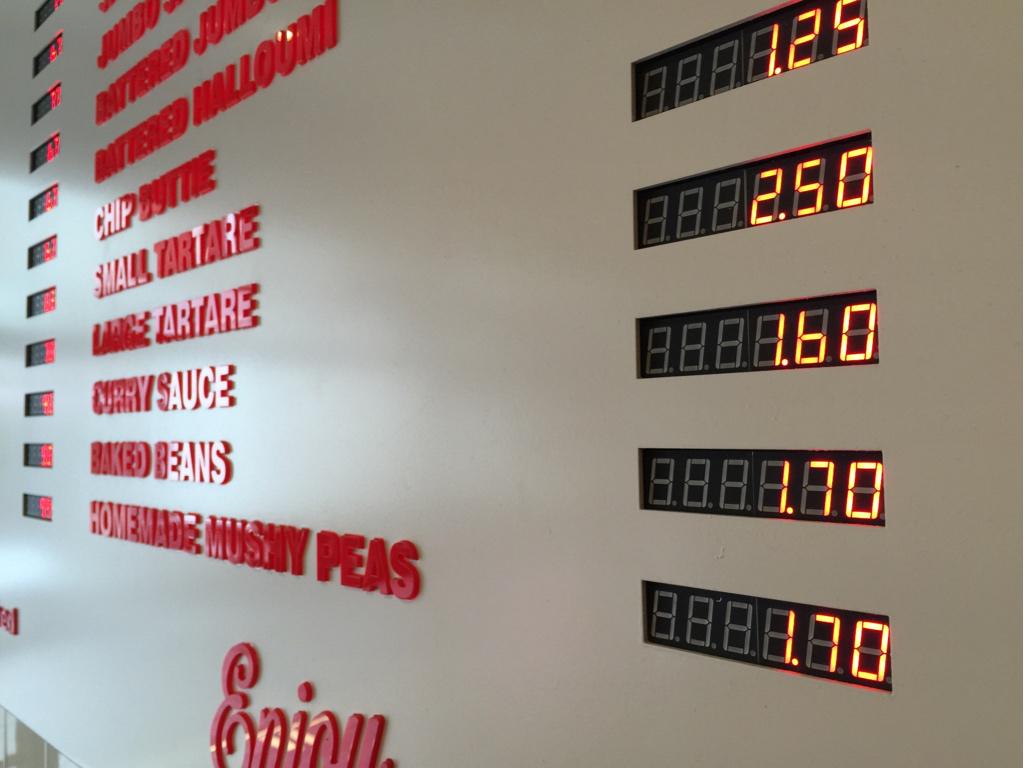 JUMBO
BATTERED JUMBO
BATTERED HALLOUMI
CHIP BUTTIE
SMALL TARTARE 1.25
LARGE TARTARE 2.50
CURRY SAUCE 1.60
BAKED BEANS 1.70
HOMEMADE MUSHY PEAS 1.70
Enjoy